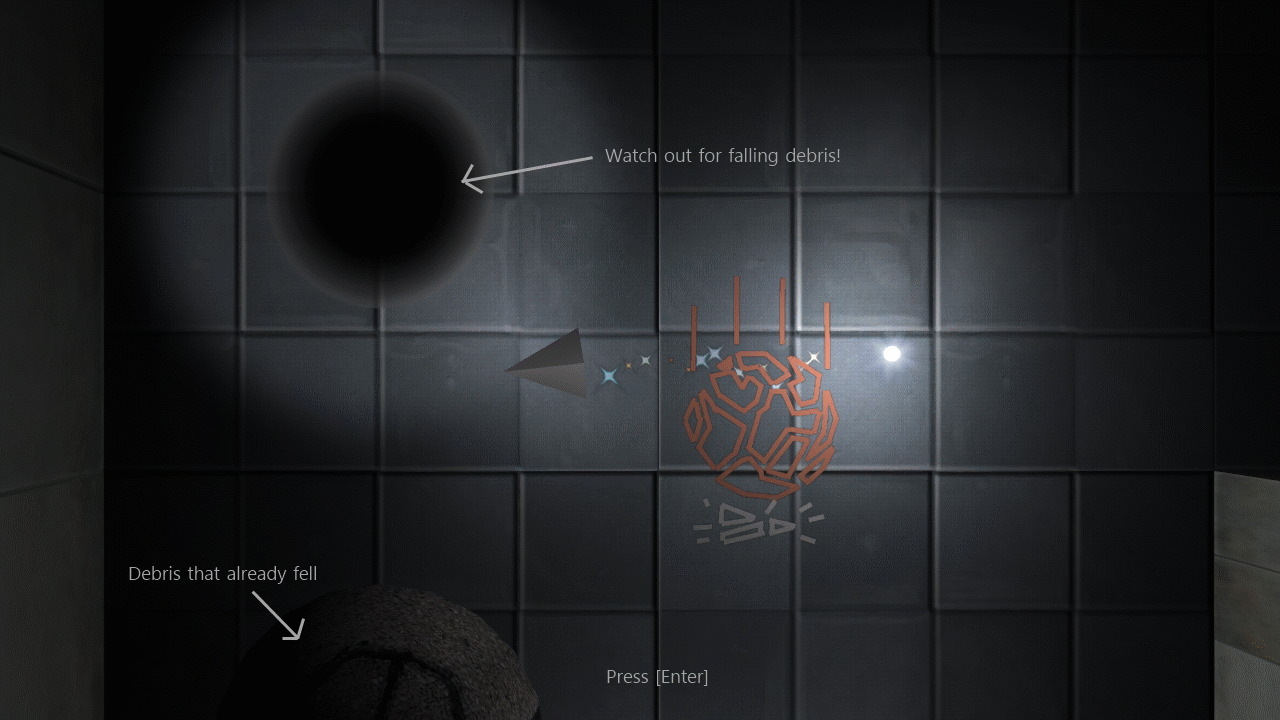 Watch out for falling debris!
Debris that already fell
Press [Enter]